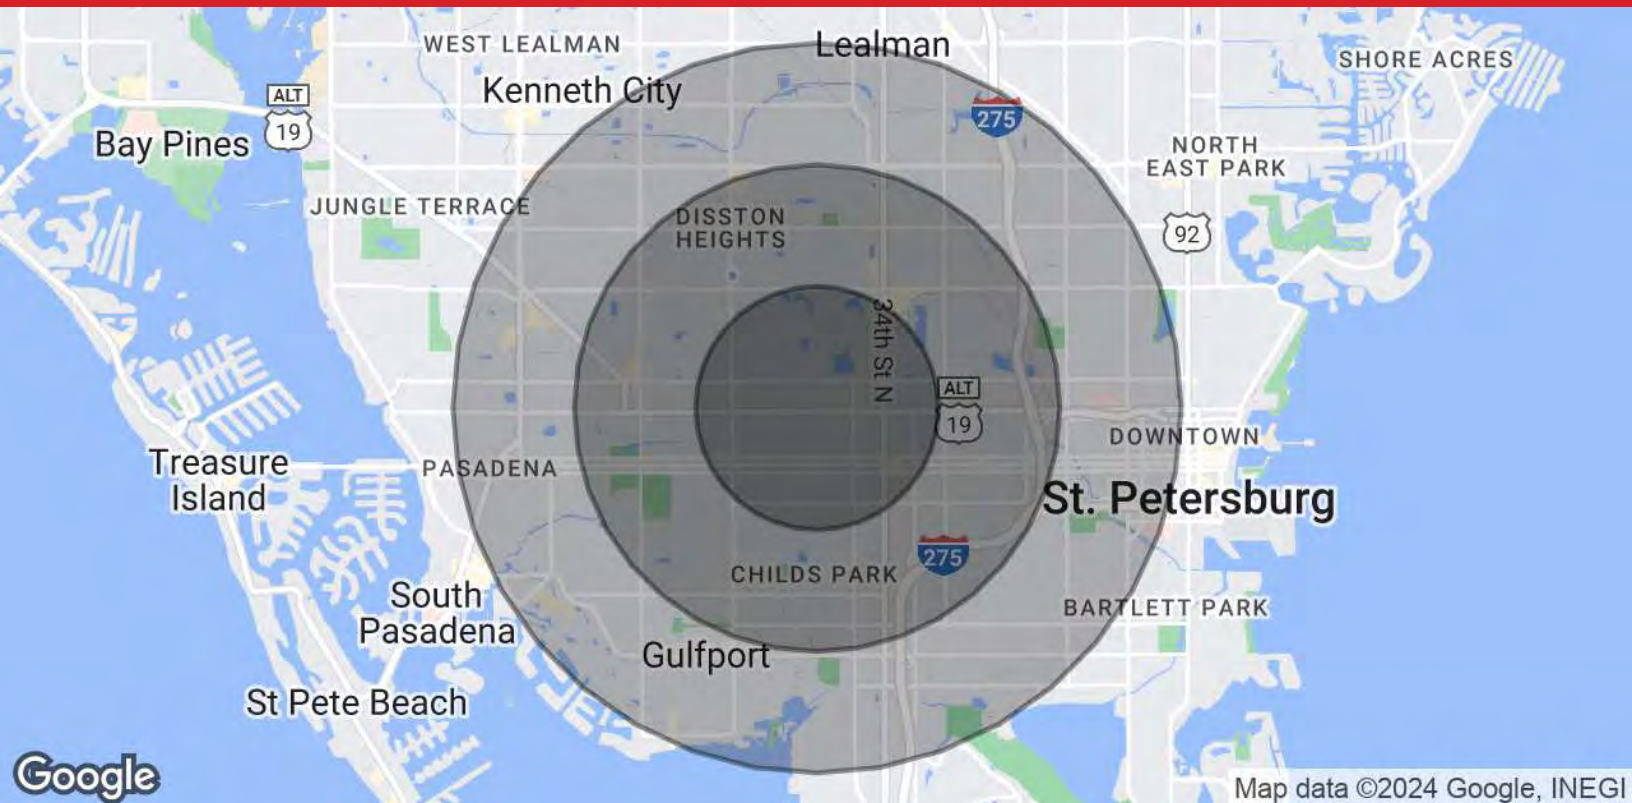 WEST LEALMAN
Lealman
SHORE ACRES
Kenneth City
ALT
19
275
Bay Pines
NORTH
EAST PARK
JUNGLE TERRACE
DISSTON
HEIGHTS
92
34th St N
ALT
19
DOWNTOWN
Treasure
Island
PASADENA
St. Petersburg
275
CHILDS PARK
South
Pasadena
BARTLETT PARK
Gulfport
St Pete Beach
Google
Map data ©2024 Google, INEGI